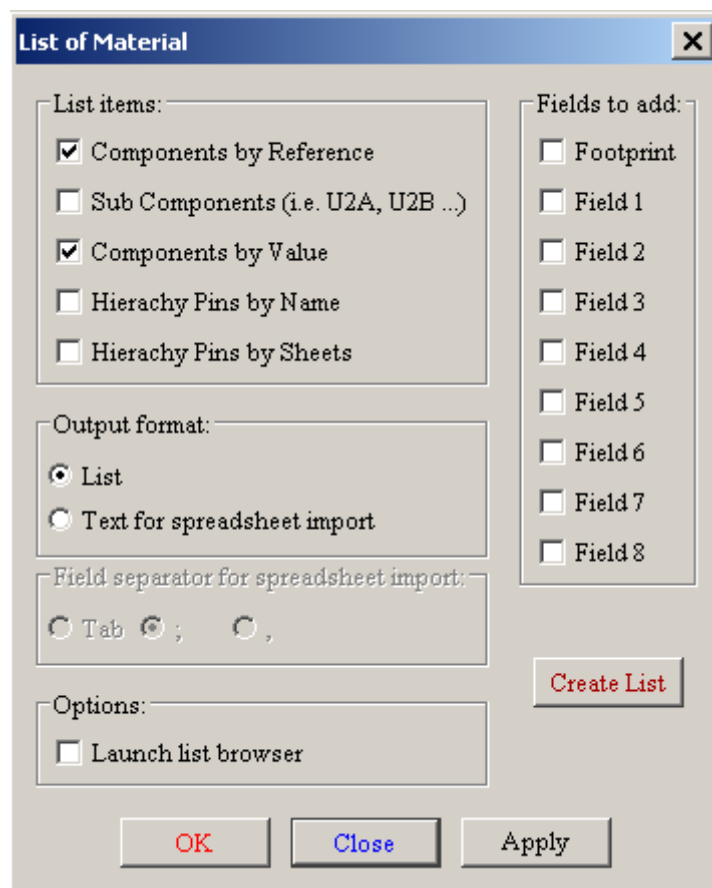 List of Material
List items:
Components by Reference
Sub Components (i.e. U2A, U2B ...)
Components by Value
Hierachy Pins by Name
Hierachy Pins by Sheets
Output format:
List
Text for spreadsheet import
Field separator for spreadsheet import:
Tab ; ,
Options:
Launch list browser
Fields to add:
Footprint
Field 1
Field 2
Field 3
Field 4
Field 5
Field 6
Field 7
Field 8
Create List
OK Close Apply